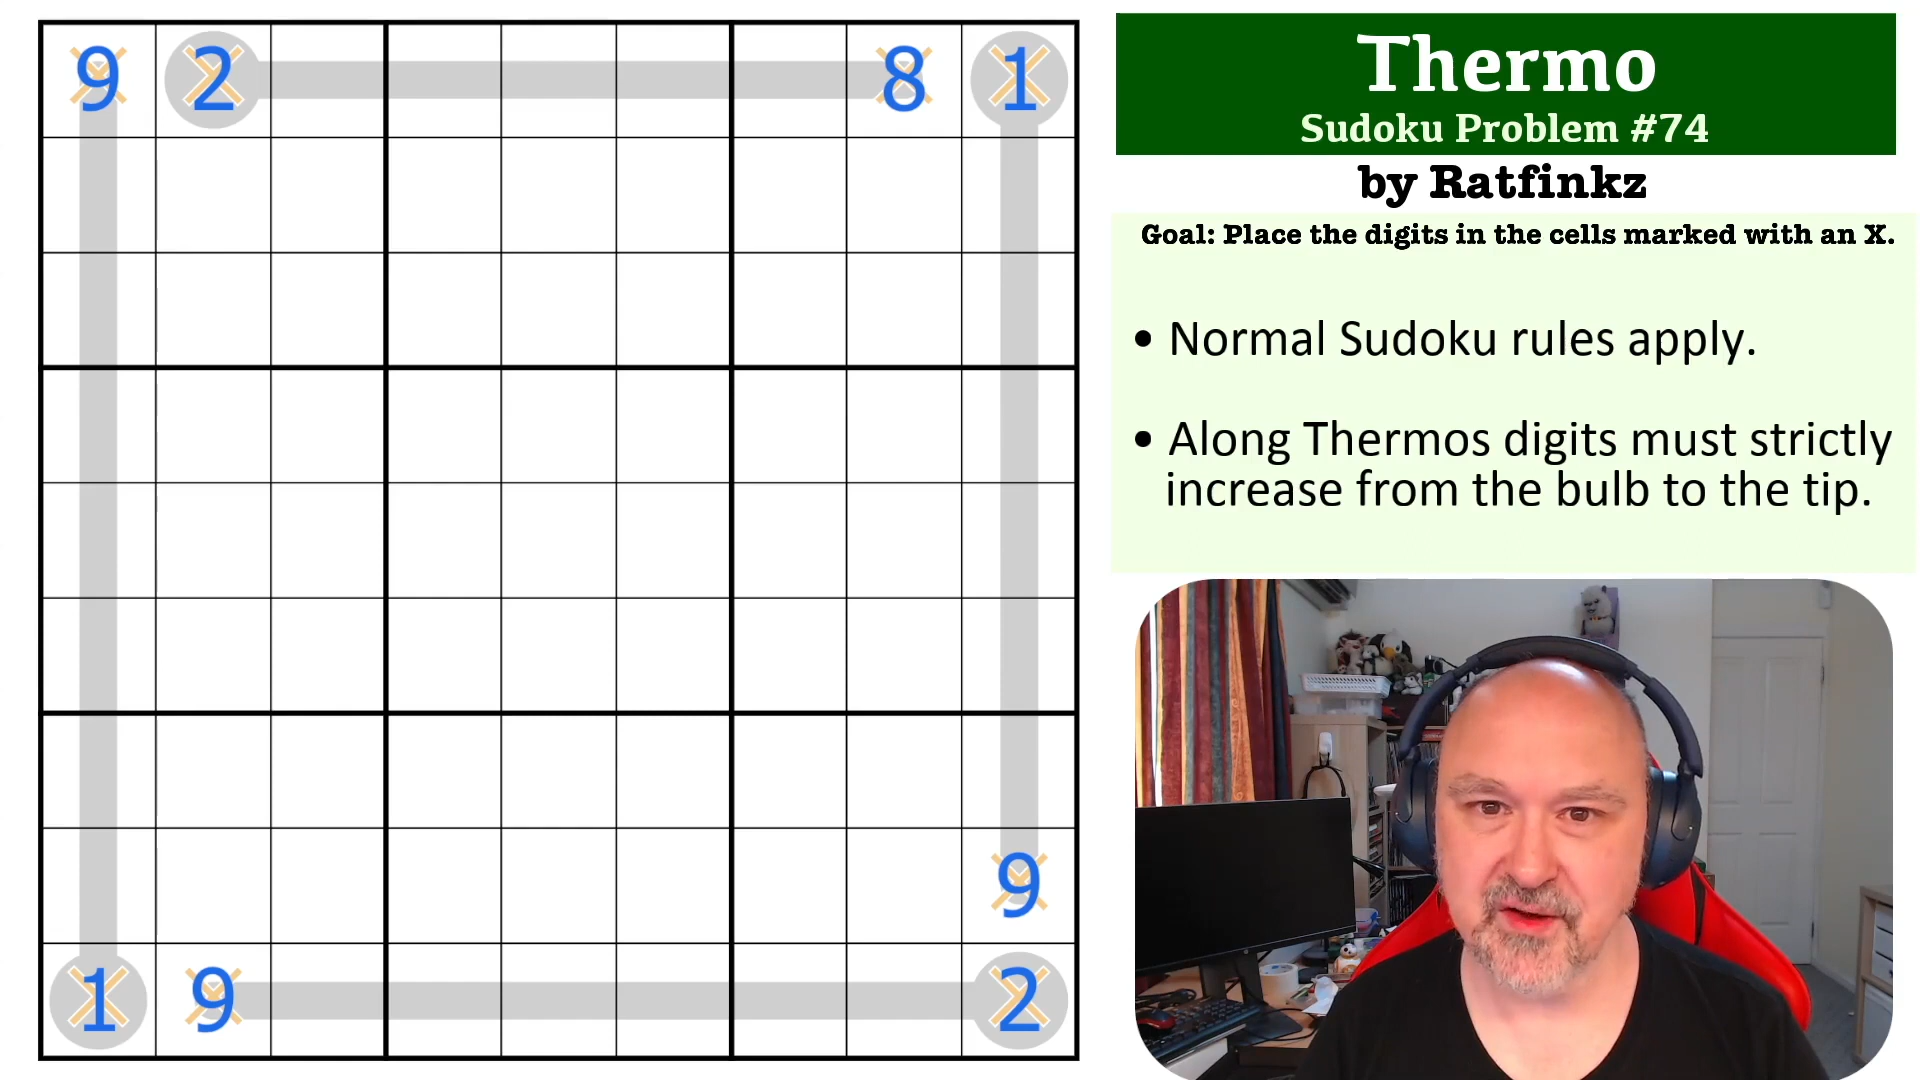 9 2 8 1
9
1 9 2
Thermo
Sudoku Problem #74
by Ratfinkz
Goal: Place the digits in the cells marked with an X.
• Normal Sudoku rules apply.
• Along Thermos digits must strictly
increase from the bulb to the tip.